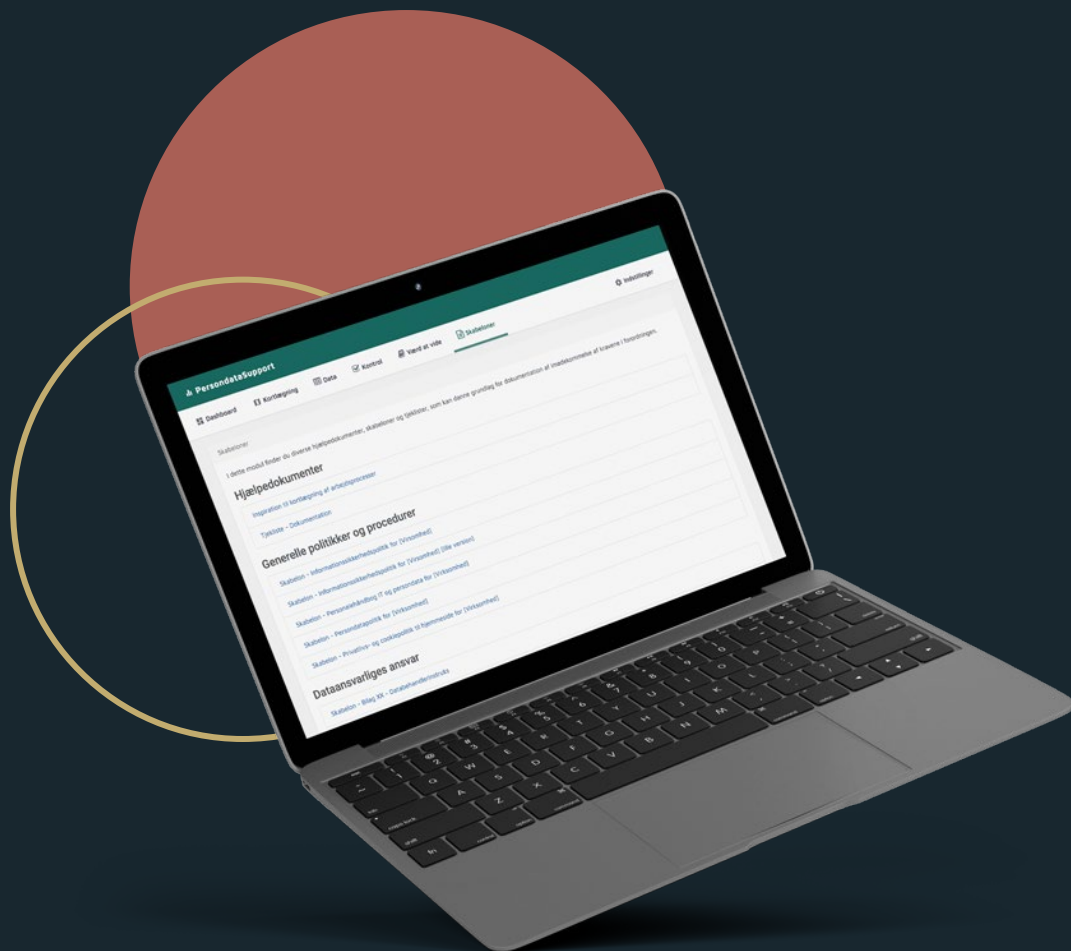 PersondataSupport
Dashboard
Kortlægning
Data
Kontrol
Værd at vide
Skabeloner
Indstillinger
Skabeloner
I dette modul finder du diverse hjælpedokumenter, skabeloner og tjeklister, som kan danne grundlag for dokumentation af imødekommelse af kravene i forordningen.
Hjælpedokumenter
Inspiration til kortlægning af arbejdsprocesser
Tjekliste - Dokumentation
Generelle politikker og procedurer
Skabelon - Informationssikkerhedspolitik for [Virksomhed]
Skabelon - Informationssikkerhedspolitik for [Virksomhed] (lille version)
Skabelon - Personalehåndbog IT og persondata for [Virksomhed]
Skabelon - Persondatapolitik for [Virksomhed]
Skabelon - Privatlivs- og cookiepolitik til hjemmeside for [Virksomhed]
Dataansvarliges ansvar
Skabelon - Bilag XX - Databehandlerinstruks
Q W E R T Y U I O P
A S D F G H J K L
Z X C V B N M
fn